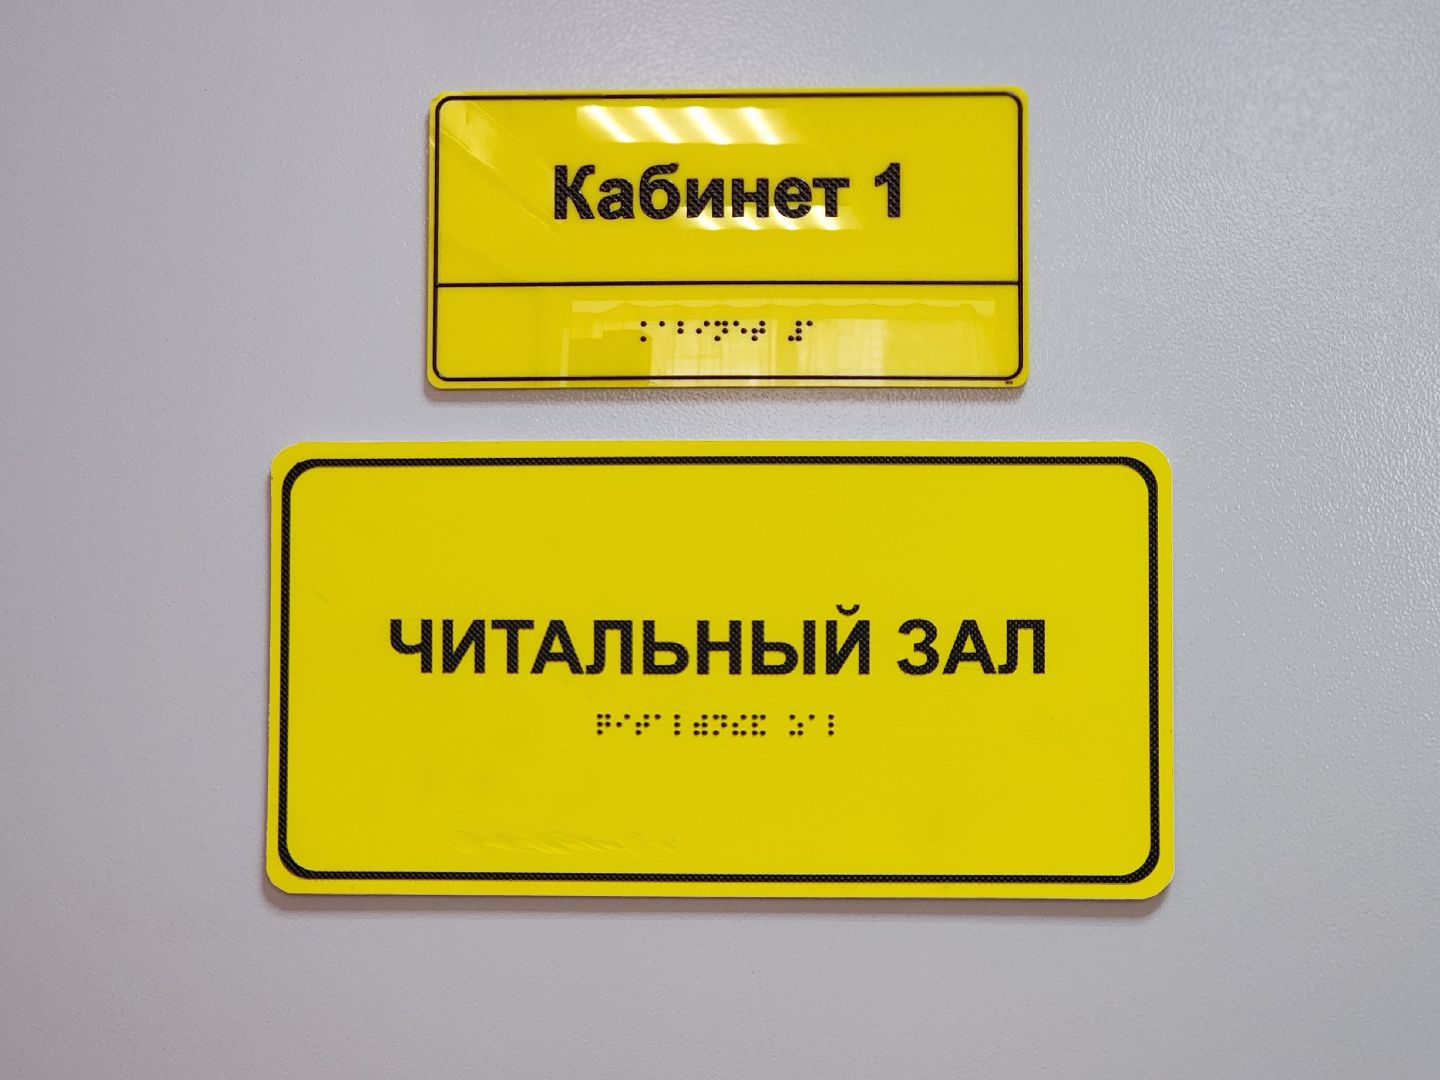 Кабинет 1
⠅⠁⠃⠊⠝⠑⠞ ⠼⠁
ЧИТАЛЬНЫЙ ЗАЛ
⠟⠊⠞⠁⠇⠾⠝⠮⠯ ⠵⠁⠇